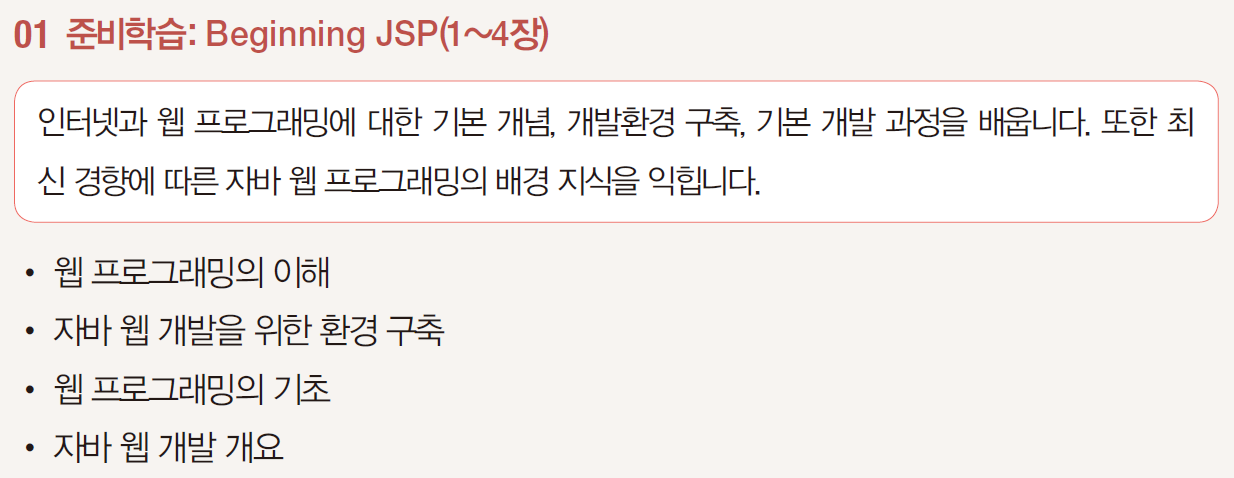 01 준비학습: Beginning JSP(1~4장)
인터넷과 웹 프로그래밍에 대한 기본 개념, 개발환경 구축, 기본 개발 과정을 배웁니다. 또한 최
신 경향에 따른 자바 웹 프로그래밍의 배경 지식을 익힙니다.
• 웹 프로그래밍의 이해
• 자바 웹 개발을 위한 환경 구축
• 웹 프로그래밍의 기초
• 자바 웹 개발 개요